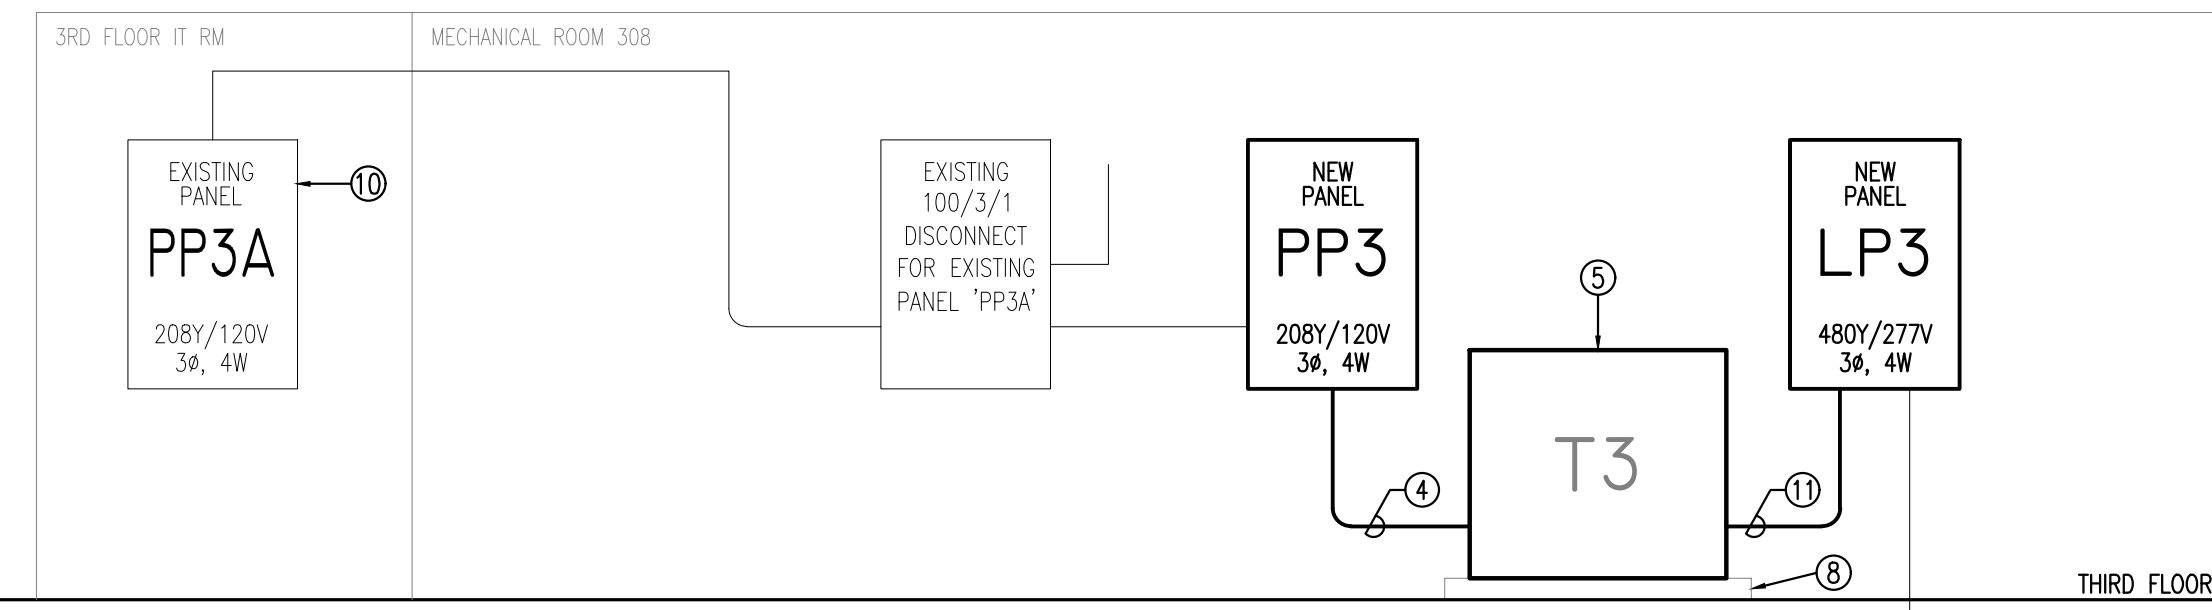 3RD FLOOR IT RM
MECHANICAL ROOM 308
EXISTING
PANEL
PP3A
208Y/120V
3ø, 4W
10
EXISTING
100/3/1
DISCONNECT
FOR EXISTING
PANEL 'PP3A'
NEW
PANEL
PP3
208Y/120V
3ø, 4W
5
NEW
PANEL
LP3
480Y/277V
3ø, 4W
T3
4
11
8
THIRD FLOOR